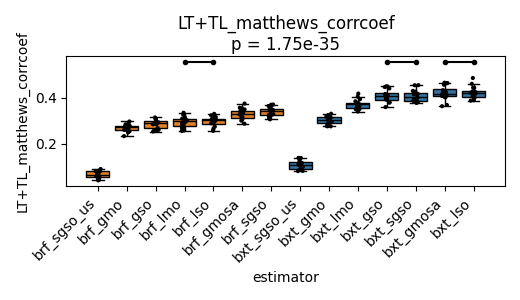 LT+TL_matthews_corrcoef
p = 1.75e-35
LT+TL_matthews_corrcoef
0.4
0.2
brf_sgso_us
brf_gmo
brf_gso
brf_lmo
brf_lso
brf_gmosa
brf_sgso
bxt_sgso_us
bxt_gmo
bxt_lmo
bxt_gso
bxt_sgso
bxt_gmosa
bxt_lso
estimator